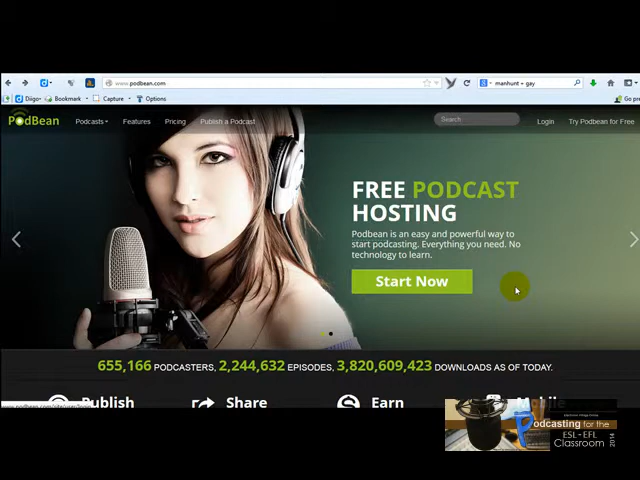 www.podbean.com
manhunt + gay
Diigo
Bookmark
Capture
Options
PodBean
Podcasts
Features
Pricing
Publish a Podcast
Search
Login
Try Podbean for Free
FREE PODCAST
HOSTING
Podbean is an easy and powerful way to
start podcasting. Everything you need. No
technology to learn.
Start Now
655,166 PODCASTERS, 2,244,632 EPISODES, 3,820,609,423 DOWNLOADS AS OF TODAY.
Publish
Share
Earn
Podcasting for the
ESL-EFL
Classroom
2014